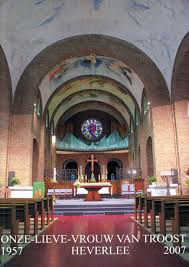 ONZE-LIEVE-VROUW VAN TROOST
1957 HEVERLEE 2007